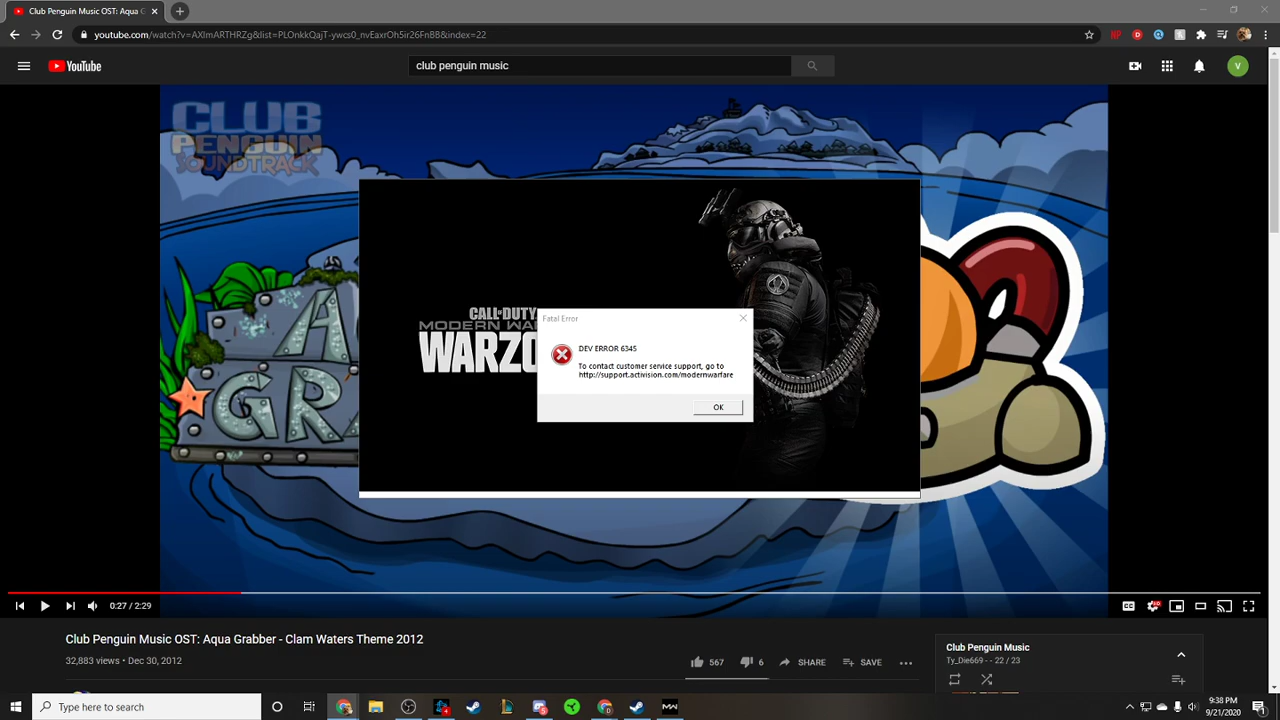 Club Penguin Music OST: Aqua G
youtube.com/watch?v=AXImARTHRZg&list=PLOnkkQajT-ywcs0_nvEaxrOh5ir26FnBB&index=22
YouTube
club penguin music
V
CLUB
PENGUIN
SOUNDTRACK
A
GRA
CALL OF DUTY
MODERN WAR
WARZO
Fatal Error
DEV ERROR 6345
To contact customer service support, go to
http://support.activision.com/modernwarfare
OK
0:27 / 2:29
Club Penguin Music OST: Aqua Grabber - Clam Waters Theme 2012
32,883 views • Dec 30, 2012
567
6
SHARE
SAVE
Club Penguin Music
Ty_Die669 - - 22 / 23
Type here to search
9:38 PM
9/21/2020